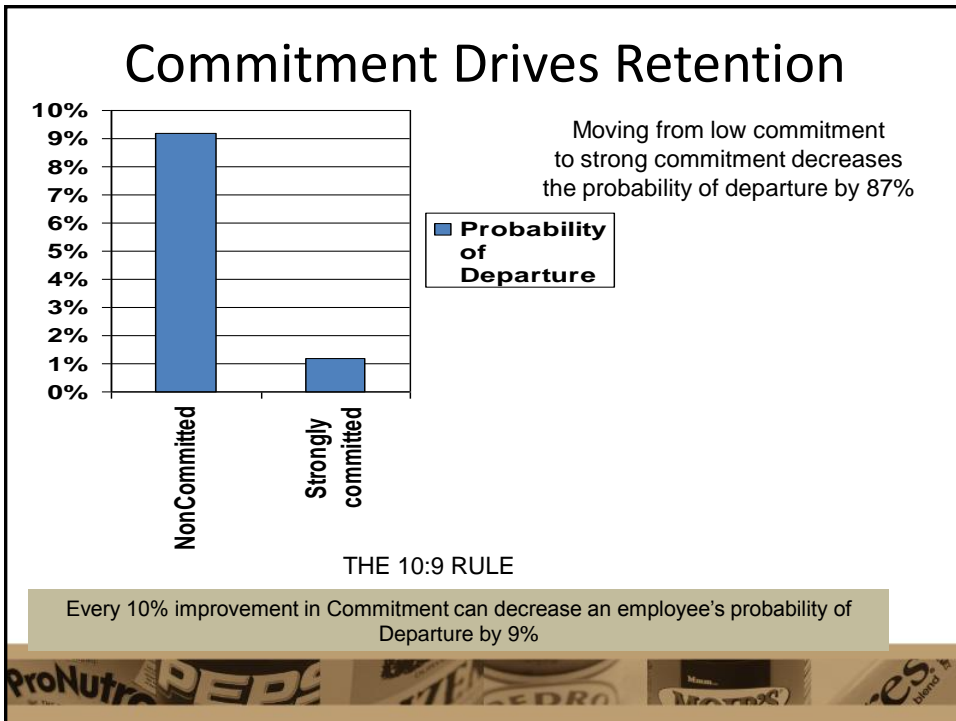 Commitment Drives Retention
10%
9%
8%
7%
6%
5%
4%
3%
2%
1%
0%
NonCommitted
Strongly
committed
Probability
of
Departure
Moving from low commitment
to strong commitment decreases
the probability of departure by 87%
THE 10:9 RULE
Every 10% improvement in Commitment can decrease an employee’s probability of
Departure by 9%
ProNutro
Mmm..
blend